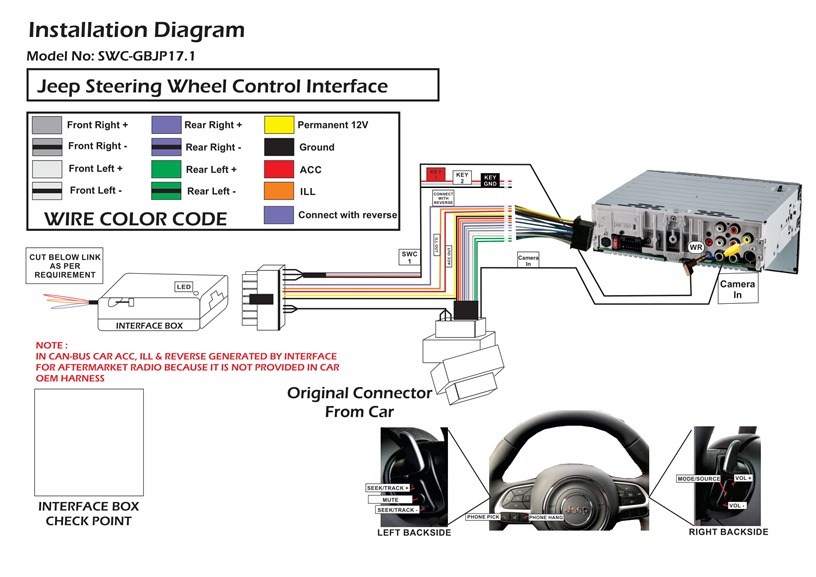 Installation Diagram
Model No: SWC-GBJP17.1
Jeep Steering Wheel Control Interface
Front Right +
Rear Right +
Permanent 12V
Front Right -
Rear Right -
Ground
Front Left +
Rear Left +
ACC
Front Left -
Rear Left -
ILL
Connect with reverse
WIRE COLOR CODE
KEY
KEY
2
KEY
GND
CONNECT
WITH
REVERSE
SWC
1
ACC OUT
Camera
In
WR
Camera
In
CUT BELOW LINK
AS PER
REQUIREMENT
LED
INTERFACE BOX
NOTE :
IN CAN-BUS CAR ACC, ILL & REVERSE GENERATED BY INTERFACE
FOR AFTERMARKET RADIO BECAUSE IT IS NOT PROVIDED IN CAR
OEM HARNESS
Original Connector
From Car
INTERFACE BOX
CHECK POINT
SEEK/TRACK +
MUTE
SEEK/TRACK -
LEFT BACKSIDE
PHONE PICK
PHONE HANG
Jeep
MODE/SOURCE
VOL +
VOL -
RIGHT BACKSIDE